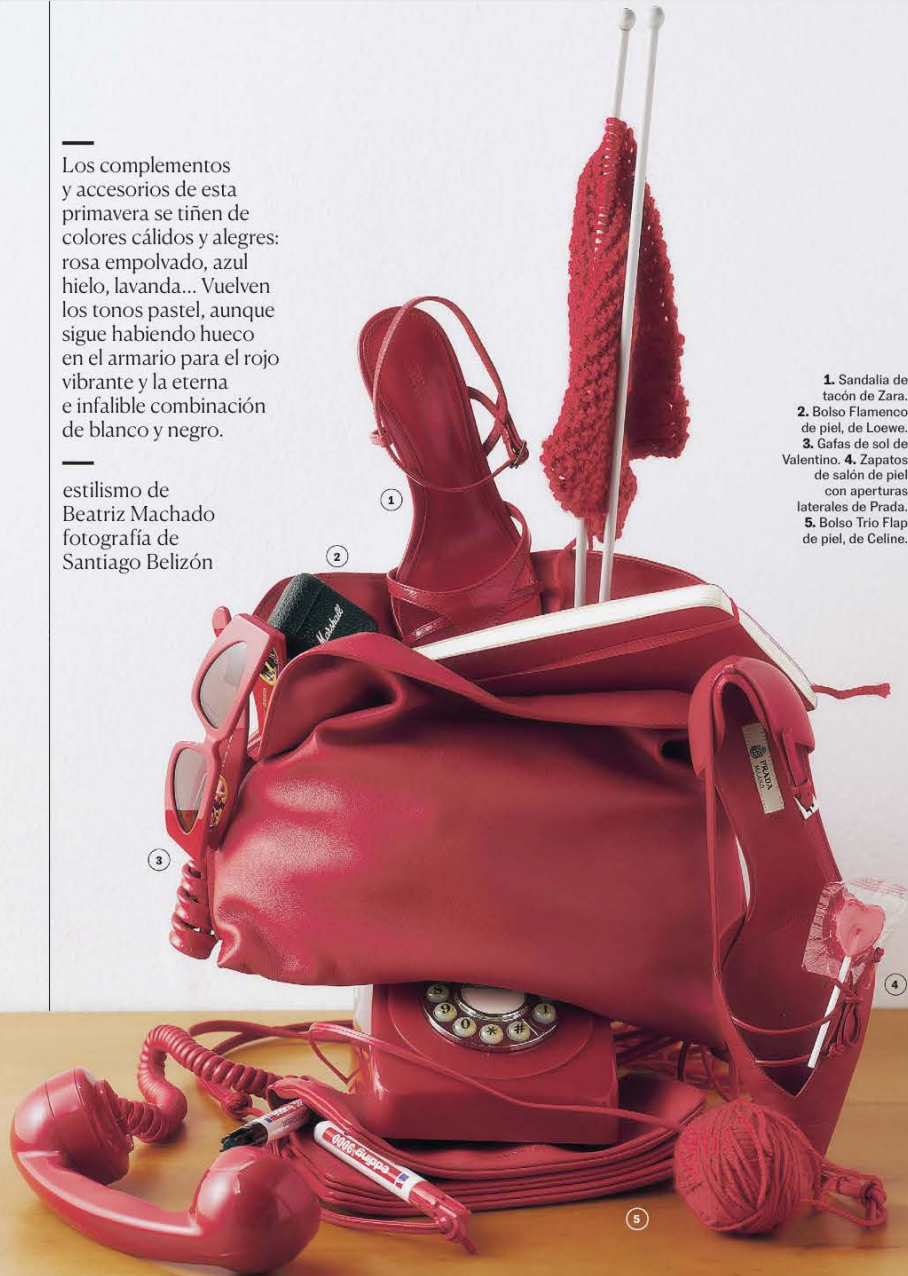 Los complementos
y accesorios de esta
primavera se tiñen de
colores cálidos y alegres:
rosa empolvado, azul
hielo, lavanda... Vuelven
los tonos pastel, aunque
sigue habiendo hueco
en el armario para el rojo
vibrante y la eterna
e infalible combinación
de blanco y negro.
estilismo de
Beatriz Machado
fotografía de
Santiago Belizón
1. Sandalia de
tacón de Zara.
2. Bolso Flamenco
de piel, de Loewe.
3. Gafas de sol de
Valentino. 4. Zapatos
de salón de piel
con aperturas
laterales de Prada.
5. Bolso Trio Flap
de piel, de Celine.
1
2
Marshall
PRADA
MILANO
3
4
9 0 * #
edding 3000
5